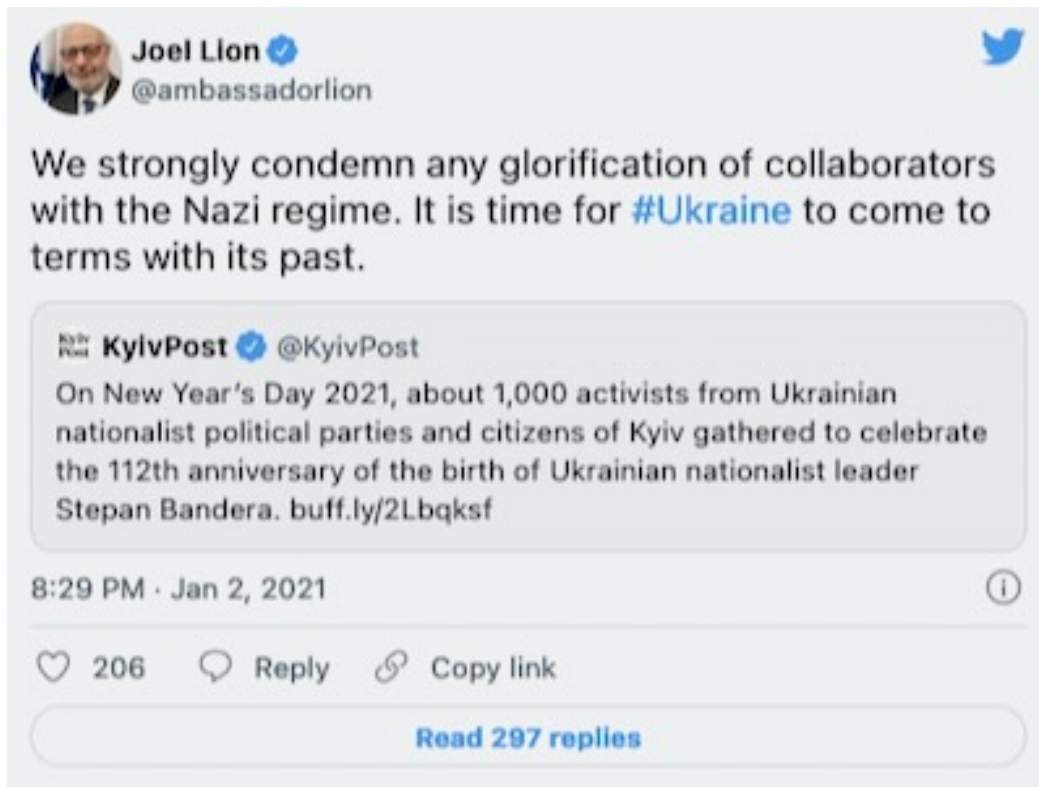 Joel Lion
@ambassadorlion
We strongly condemn any glorification of collaborators
with the Nazi regime. It is time for #Ukraine to come to
terms with its past.
KyivPost @KyivPost
On New Year's Day 2021, about 1,000 activists from Ukrainian
nationalist political parties and citizens of Kyiv gathered to celebrate
the 112th anniversary of the birth of Ukrainian nationalist leader
Stepan Bandera. buff.ly/2Lbqksf
8:29 PM · Jan 2, 2021
206 Reply Copy link
Read 297 replies